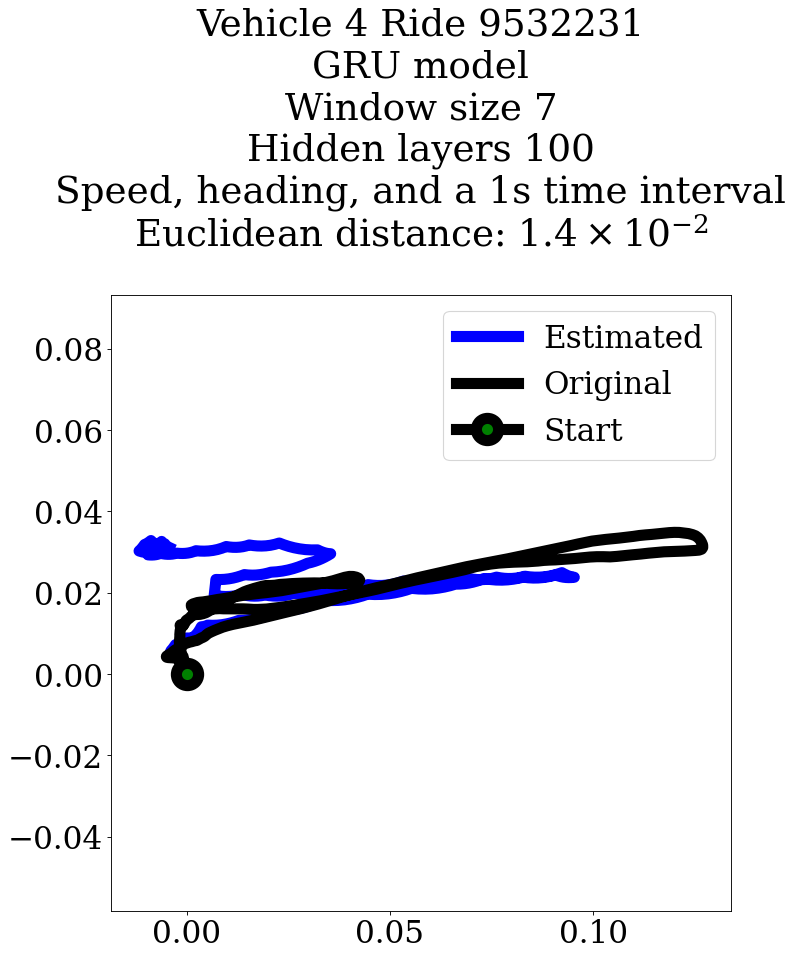 Vehicle 4 Ride 9532231
GRU model
Window size 7
Hidden layers 100
Speed, heading, and a 1s time interval
Euclidean distance: 1.4 × 10⁻²
Estimated
Original
Start
0.08
0.06
0.04
0.02
0.00
−0.02
−0.04
0.00 0.05 0.10